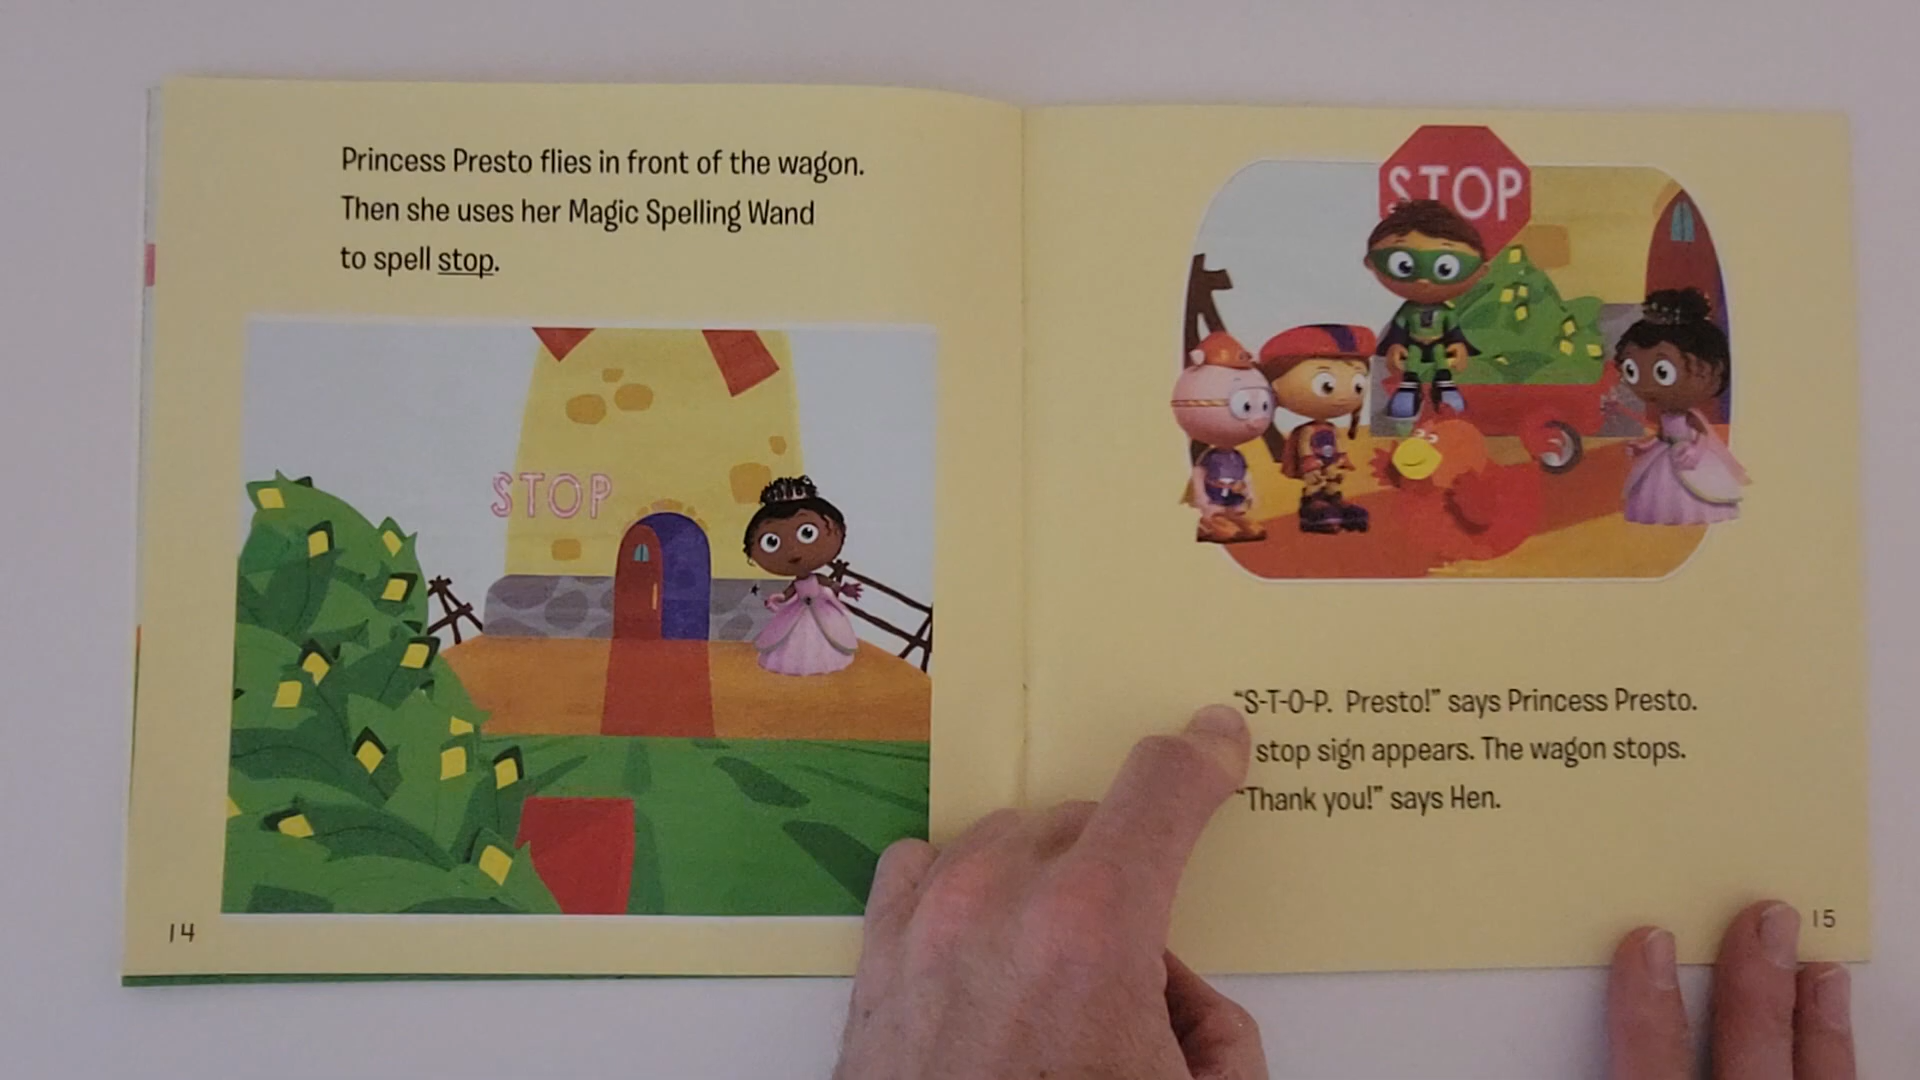 Princess Presto flies in front of the wagon.
Then she uses her Magic Spelling Wand
to spell stop.
STOP
14
STOP
"S-T-O-P. Presto!" says Princess Presto.
stop sign appears. The wagon stops.
"Thank you!" says Hen.
15